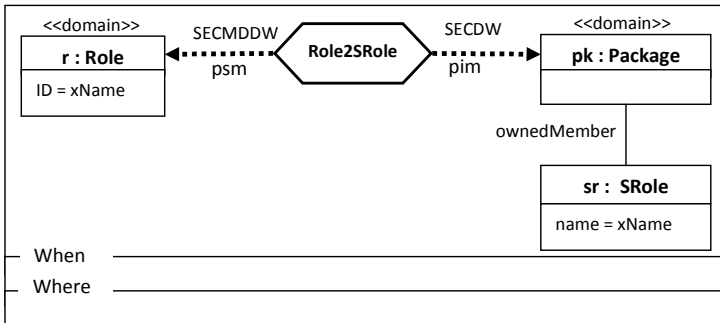 <<domain>>
SECMDDW
Role2SRole
SECDW
<<domain>>
r : Role
psm
pim
pk : Package
ID = xName
ownedMember
sr :  SRole
name = xName
When
Where